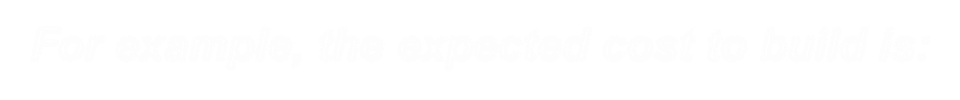 For example, the expected cost to build is: